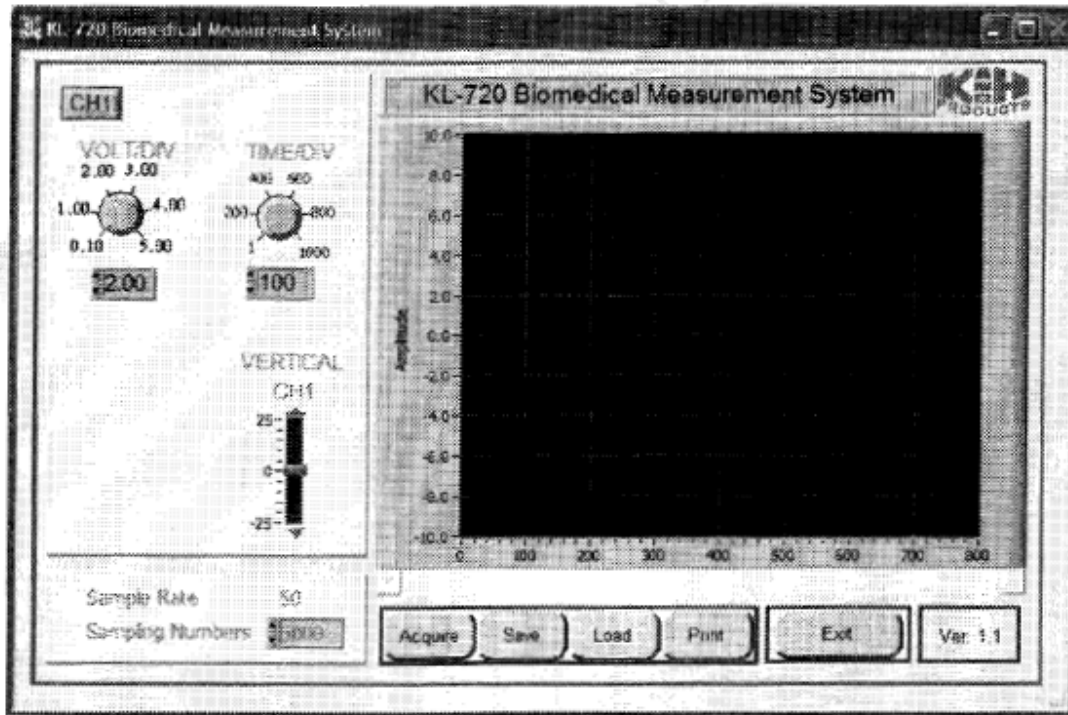 KL-720 Biomedical Measurement System
CH1
KL-720 Biomedical Measurement System
K&H
PRODUCTS
VOLT/DIV
TIME/DIV
2.00 3.00
400 600
1.00 4.00
200 800
0.10 5.00
1 1000
2.00
100
VERTICAL
CH1
25
0
-25
Amplitude
10.0
8.0
6.0
4.0
2.0
0.0
-2.0
-4.0
-6.0
-8.0
-10.0
0 100 200 300 400 500 600 700 800
Sample Rate 50
Sampling Numbers 5000
Acquire Save Load Print Exit Ver. 1.1